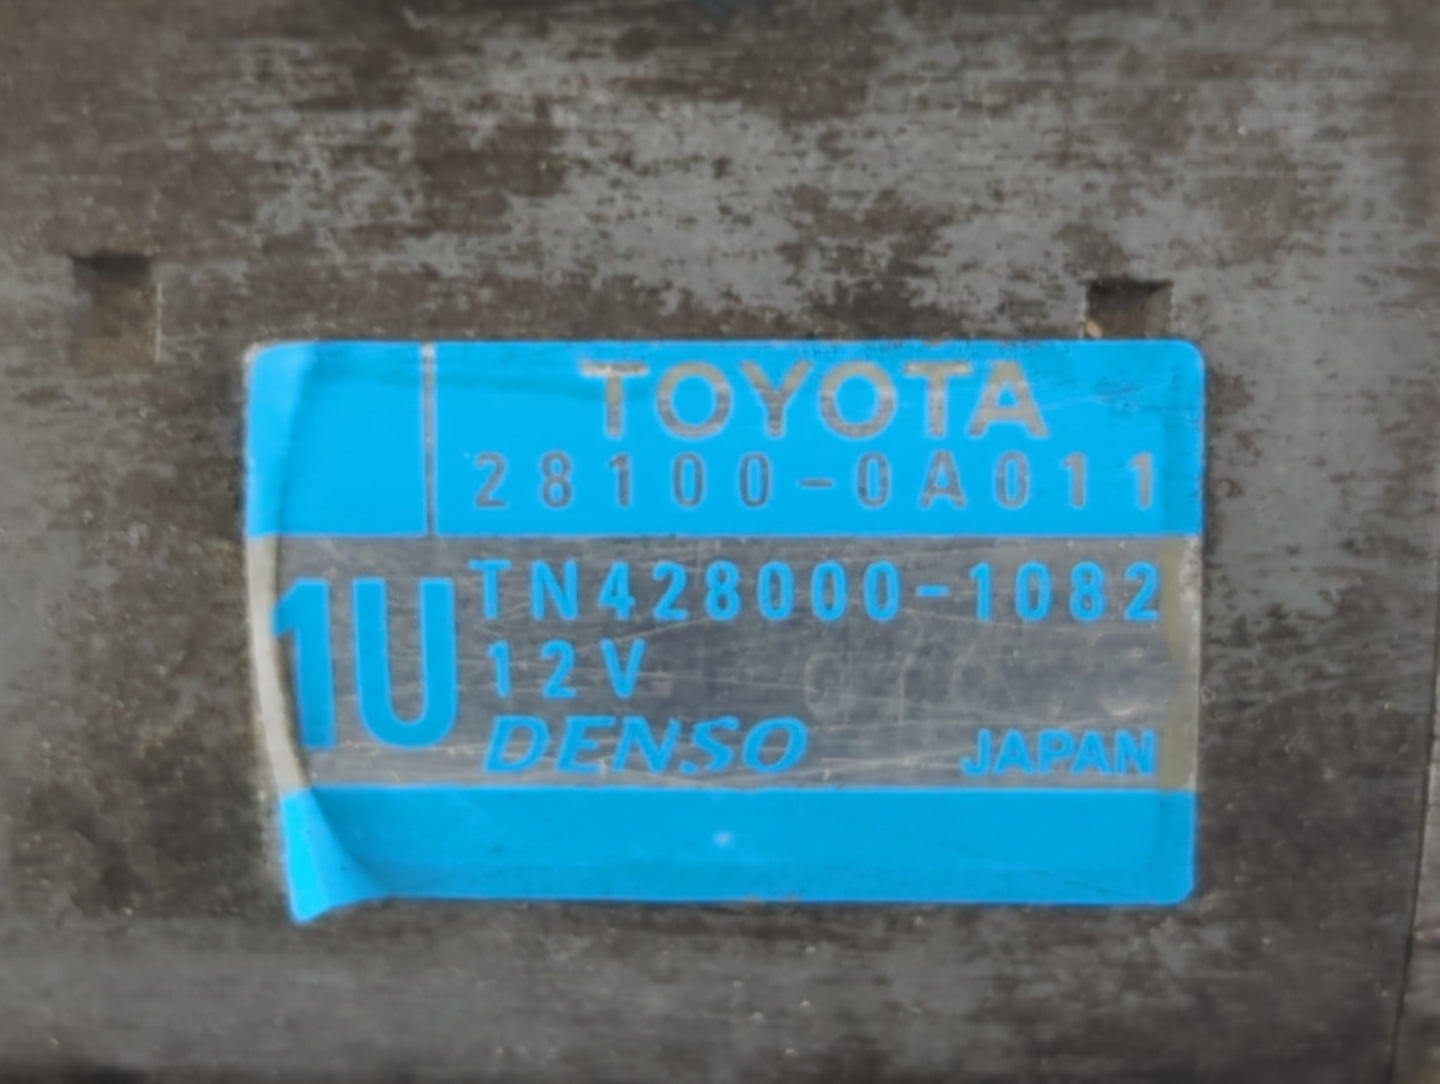 TOYOTA
28100-0A011
1U
TN428000-1082
12V
DENSO JAPAN